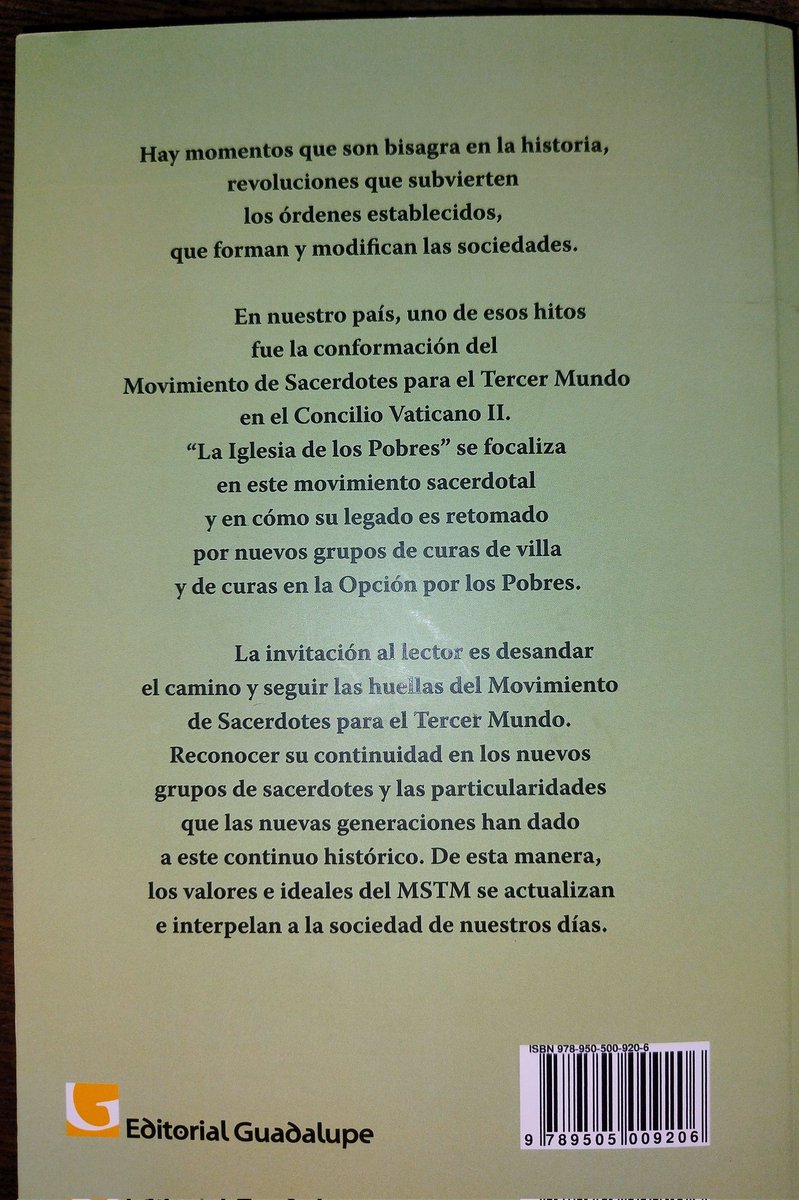 Hay momentos que son bisagra en la historia,
revoluciones que subvierten
los órdenes establecidos,
que forman y modifican las sociedades.
En nuestro país, uno de esos hitos
fue la conformación del
Movimiento de Sacerdotes para el Tercer Mundo
en el Concilio Vaticano II.
“La Iglesia de los Pobres” se focaliza
en este movimiento sacerdotal
y en cómo su legado es retomado
por nuevos grupos de curas de villa
y de curas en la Opción por los Pobres.
La invitación al lector es desandar
el camino y seguir las huellas del Movimiento
de Sacerdotes para el Tercer Mundo.
Reconocer su continuidad en los nuevos
grupos de sacerdotes y las particularidades
que las nuevas generaciones han dado
a este continuo histórico. De esta manera,
los valores e ideales del MSTM se actualizan
e interpelan a la sociedad de nuestros días.
ISBN 978-950-500-920-6
9 789505 009206
Editorial Guadalupe